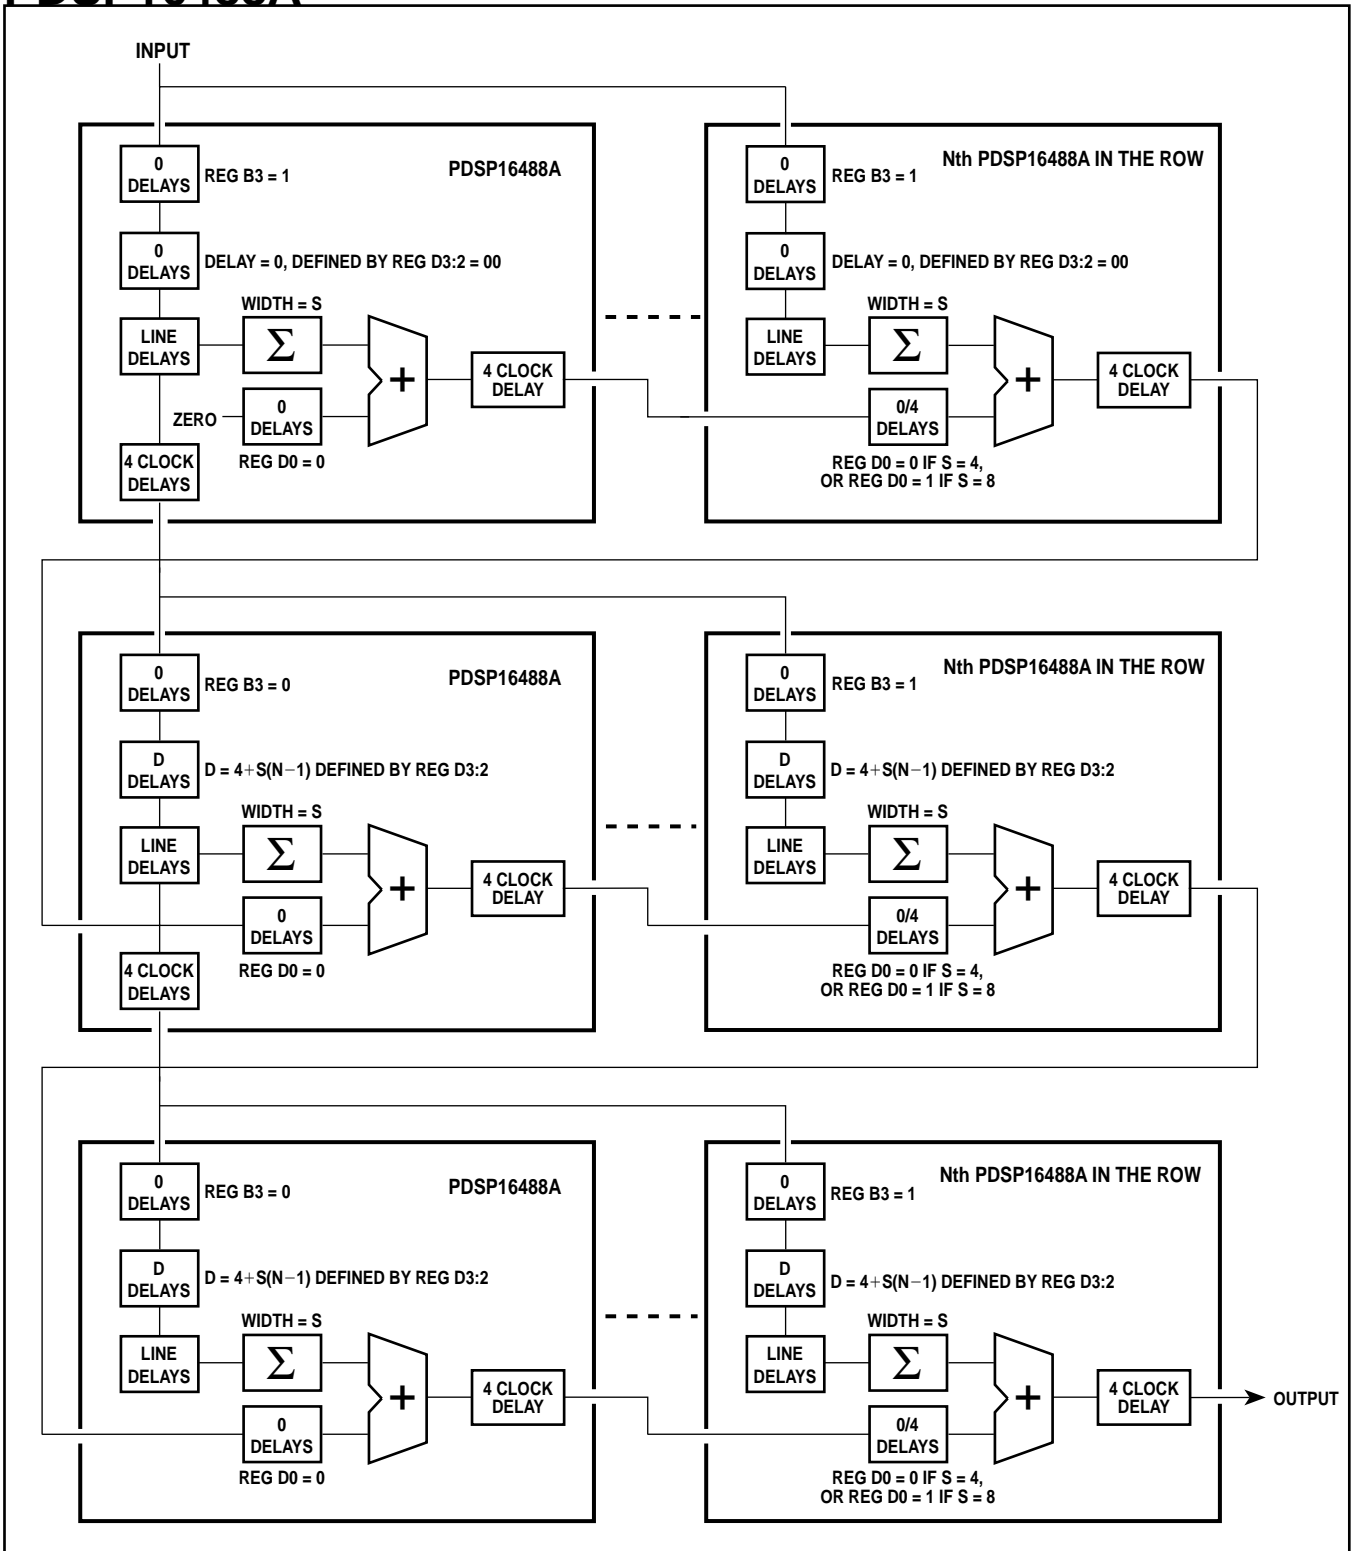 PDSP16488A
INPUT
0
DELAYS
REG B3 = 1
PDSP16488A
0
DELAYS
DELAY = 0, DEFINED BY REG D3:2 = 00
WIDTH = S
LINE
DELAYS
Σ
+
4 CLOCK
DELAY
ZERO
0
DELAYS
REG D0 = 0
4 CLOCK
DELAYS
Nth PDSP16488A IN THE ROW
0
DELAYS
REG B3 = 1
0
DELAYS
DELAY = 0, DEFINED BY REG D3:2 = 00
WIDTH = S
LINE
DELAYS
Σ
+
4 CLOCK
DELAY
0/4
DELAYS
REG D0 = 0 IF S = 4,
OR REG D0 = 1 IF S = 8
0
DELAYS
REG B3 = 0
PDSP16488A
D
DELAYS
D = 4+S(N−1) DEFINED BY REG D3:2
WIDTH = S
LINE
DELAYS
Σ
+
4 CLOCK
DELAY
0
DELAYS
REG D0 = 0
4 CLOCK
DELAYS
Nth PDSP16488A IN THE ROW
0
DELAYS
REG B3 = 1
D
DELAYS
D = 4+S(N−1) DEFINED BY REG D3:2
WIDTH = S
LINE
DELAYS
Σ
+
4 CLOCK
DELAY
0/4
DELAYS
REG D0 = 0 IF S = 4,
OR REG D0 = 1 IF S = 8
0
DELAYS
REG B3 = 0
PDSP16488A
D
DELAYS
D = 4+S(N−1) DEFINED BY REG D3:2
WIDTH = S
LINE
DELAYS
Σ
+
4 CLOCK
DELAY
0
DELAYS
REG D0 = 0
Nth PDSP16488A IN THE ROW
0
DELAYS
REG B3 = 1
D
DELAYS
D = 4+S(N−1) DEFINED BY REG D3:2
WIDTH = S
LINE
DELAYS
Σ
+
4 CLOCK
DELAY
OUTPUT
0/4
DELAYS
REG D0 = 0 IF S = 4,
OR REG D0 = 1 IF S = 8